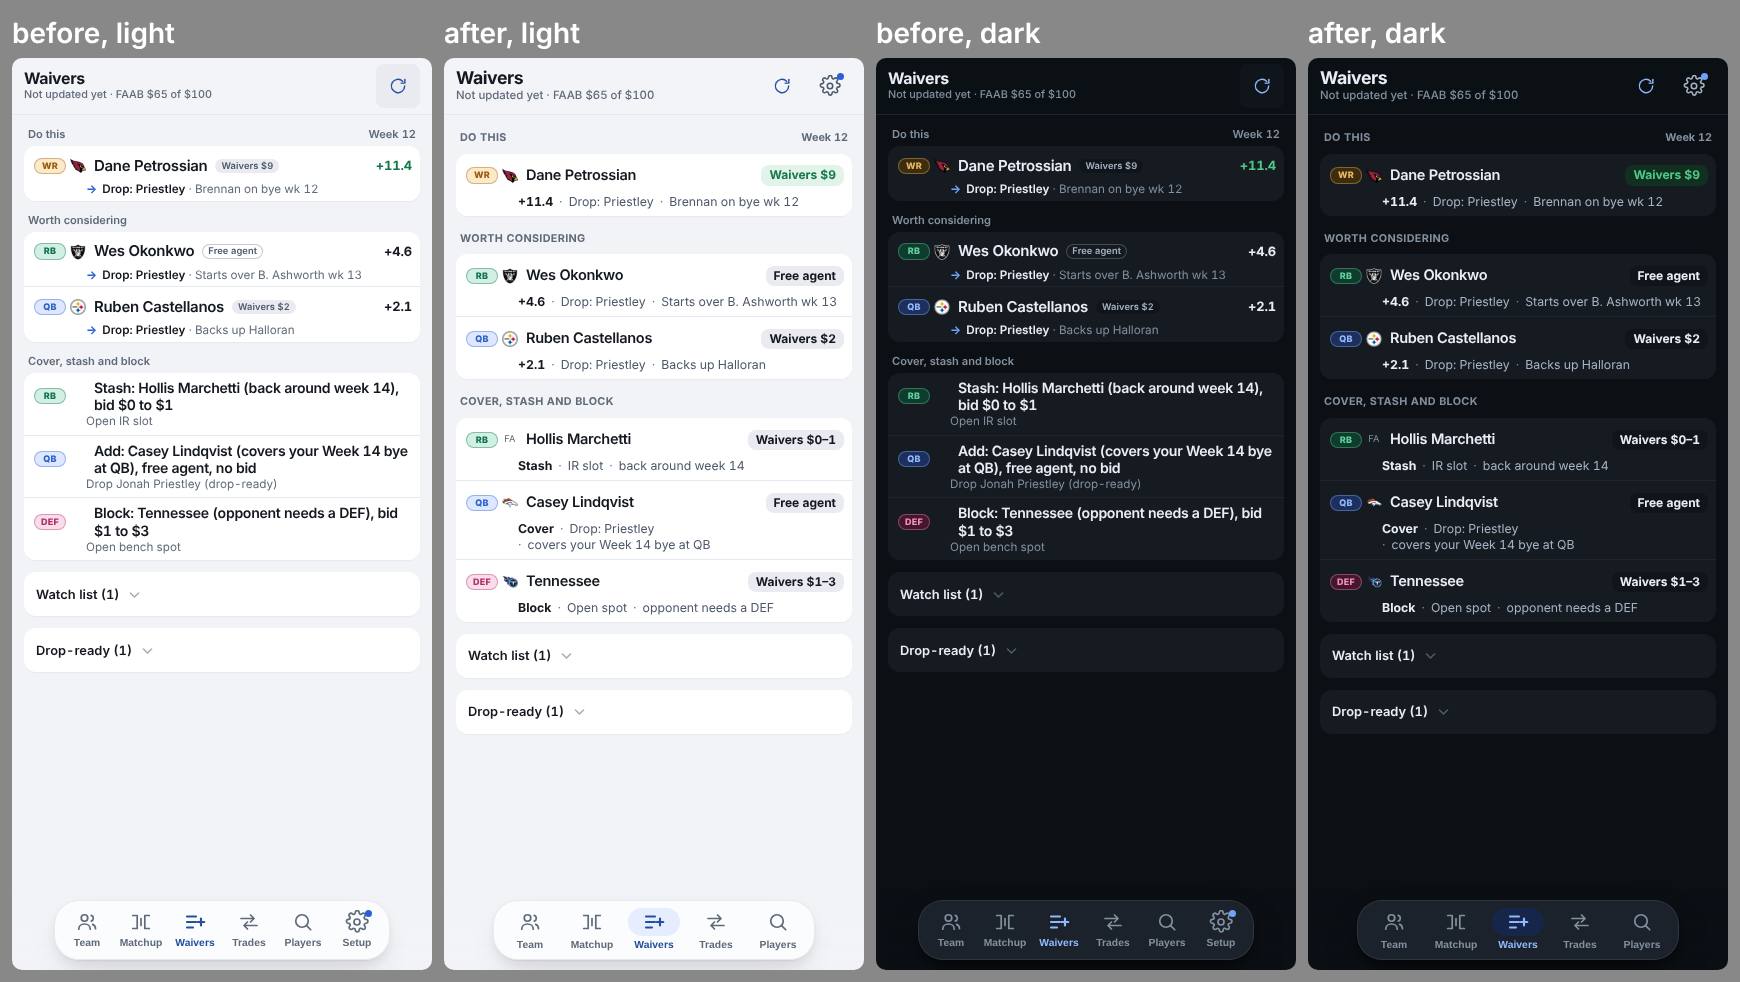 before, light
Waivers
Not updated yet · FAAB $65 of $100
Do this
Week 12
WR Dane Petrossian Waivers $9 +11.4
→ Drop: Priestley · Brennan on bye wk 12
Worth considering
RB Wes Okonkwo Free agent +4.6
→ Drop: Priestley · Starts over B. Ashworth wk 13
QB Ruben Castellanos Waivers $2 +2.1
→ Drop: Priestley · Backs up Halloran
Cover, stash and block
RB Stash: Hollis Marchetti (back around week 14),
bid $0 to $1
Open IR slot
QB Add: Casey Lindqvist (covers your Week 14 bye
at QB), free agent, no bid
Drop Jonah Priestley (drop-ready)
DEF Block: Tennessee (opponent needs a DEF), bid
$1 to $3
Open bench spot
Watch list (1)
Drop-ready (1)
Team Matchup Waivers Trades Players Setup
after, light
Waivers
Not updated yet · FAAB $65 of $100
DO THIS
Week 12
WR Dane Petrossian Waivers $9
+11.4 · Drop: Priestley · Brennan on bye wk 12
WORTH CONSIDERING
RB Wes Okonkwo Free agent
+4.6 · Drop: Priestley · Starts over B. Ashworth wk 13
QB Ruben Castellanos Waivers $2
+2.1 · Drop: Priestley · Backs up Halloran
COVER, STASH AND BLOCK
RB FA Hollis Marchetti Waivers $0–1
Stash · IR slot · back around week 14
QB Casey Lindqvist Free agent
Cover · Drop: Priestley
· covers your Week 14 bye at QB
DEF Tennessee Waivers $1–3
Block · Open spot · opponent needs a DEF
Watch list (1)
Drop-ready (1)
Team Matchup Waivers Trades Players
before, dark
Waivers
Not updated yet · FAAB $65 of $100
Do this
Week 12
WR Dane Petrossian Waivers $9 +11.4
→ Drop: Priestley · Brennan on bye wk 12
Worth considering
RB Wes Okonkwo Free agent +4.6
→ Drop: Priestley · Starts over B. Ashworth wk 13
QB Ruben Castellanos Waivers $2 +2.1
→ Drop: Priestley · Backs up Halloran
Cover, stash and block
RB Stash: Hollis Marchetti (back around week 14),
bid $0 to $1
Open IR slot
QB Add: Casey Lindqvist (covers your Week 14 bye
at QB), free agent, no bid
Drop Jonah Priestley (drop-ready)
DEF Block: Tennessee (opponent needs a DEF), bid
$1 to $3
Open bench spot
Watch list (1)
Drop-ready (1)
Team Matchup Waivers Trades Players Setup
after, dark
Waivers
Not updated yet · FAAB $65 of $100
DO THIS
Week 12
WR Dane Petrossian Waivers $9
+11.4 · Drop: Priestley · Brennan on bye wk 12
WORTH CONSIDERING
RB Wes Okonkwo Free agent
+4.6 · Drop: Priestley · Starts over B. Ashworth wk 13
QB Ruben Castellanos Waivers $2
+2.1 · Drop: Priestley · Backs up Halloran
COVER, STASH AND BLOCK
RB FA Hollis Marchetti Waivers $0–1
Stash · IR slot · back around week 14
QB Casey Lindqvist Free agent
Cover · Drop: Priestley
· covers your Week 14 bye at QB
DEF Tennessee Waivers $1–3
Block · Open spot · opponent needs a DEF
Watch list (1)
Drop-ready (1)
Team Matchup Waivers Trades Players